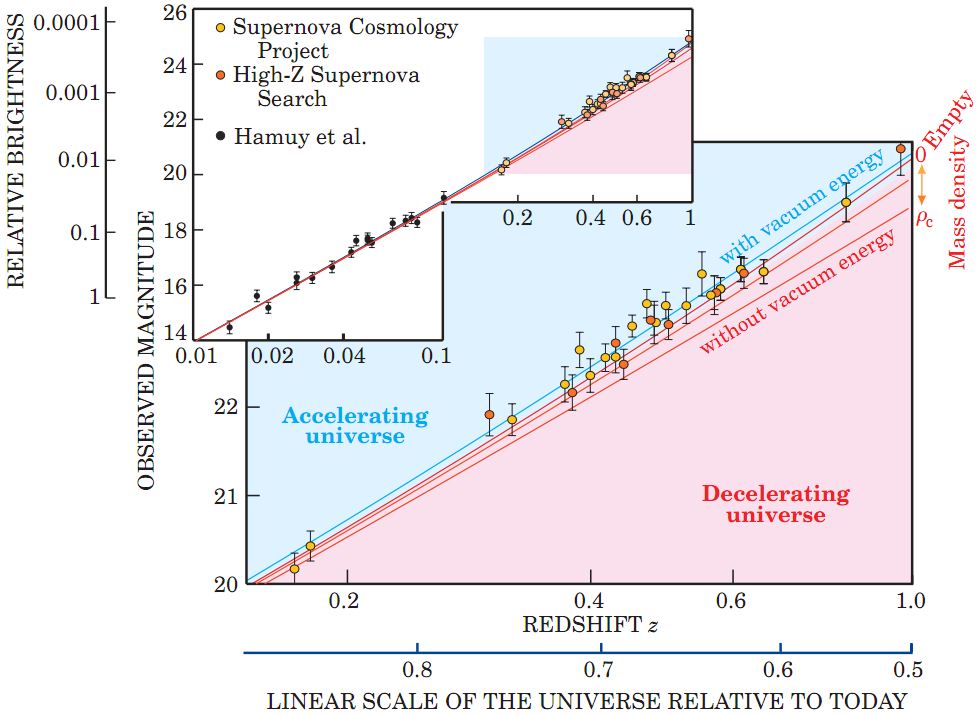 RELATIVE BRIGHTNESS
0.0001
0.001
0.01
0.1
1
OBSERVED MAGNITUDE
26
24
22
20
18
16
14
Supernova Cosmology
Project
High-Z Supernova
Search
Hamuy et al.
0.2
0.4
0.6
1
0.01
0.02
0.04
0.1
22
21
20
Accelerating
universe
Decelerating
universe
with vacuum energy
without vacuum energy
0
Empty
ρc
Mass density
0.2
0.4
0.6
1.0
REDSHIFT z
0.8
0.7
0.6
0.5
LINEAR SCALE OF THE UNIVERSE RELATIVE TO TODAY